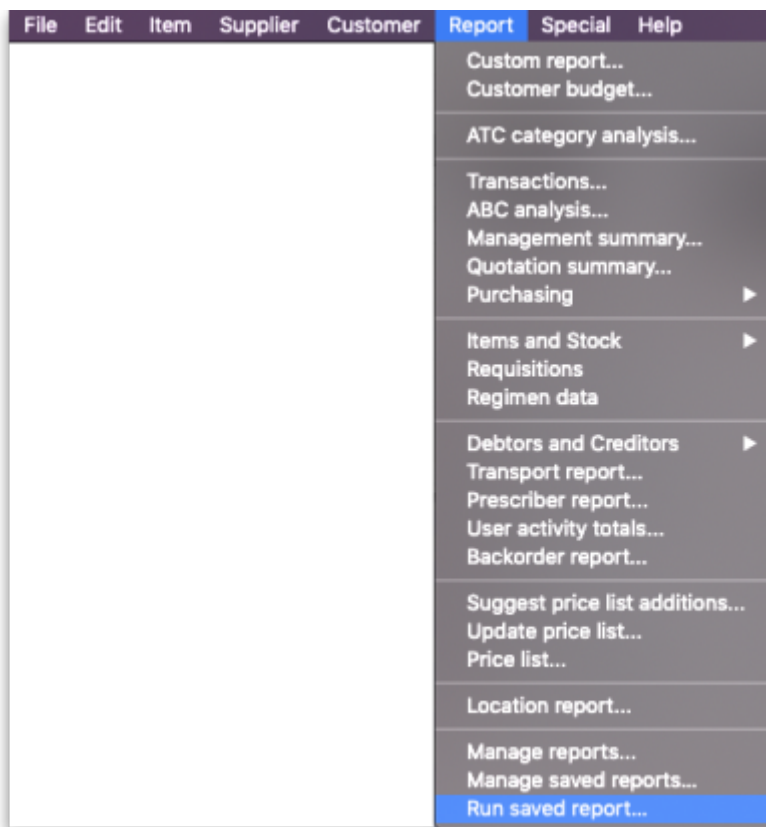 File Edit Item Supplier Customer Report Special Help
Custom report...
Customer budget...
ATC category analysis...
Transactions...
ABC analysis...
Management summary...
Quotation summary...
Purchasing
Items and Stock
Requisitions
Regimen data
Debtors and Creditors
Transport report...
Prescriber report...
User activity totals...
Backorder report...
Suggest price list additions...
Update price list...
Price list...
Location report...
Manage reports...
Manage saved reports...
Run saved report...